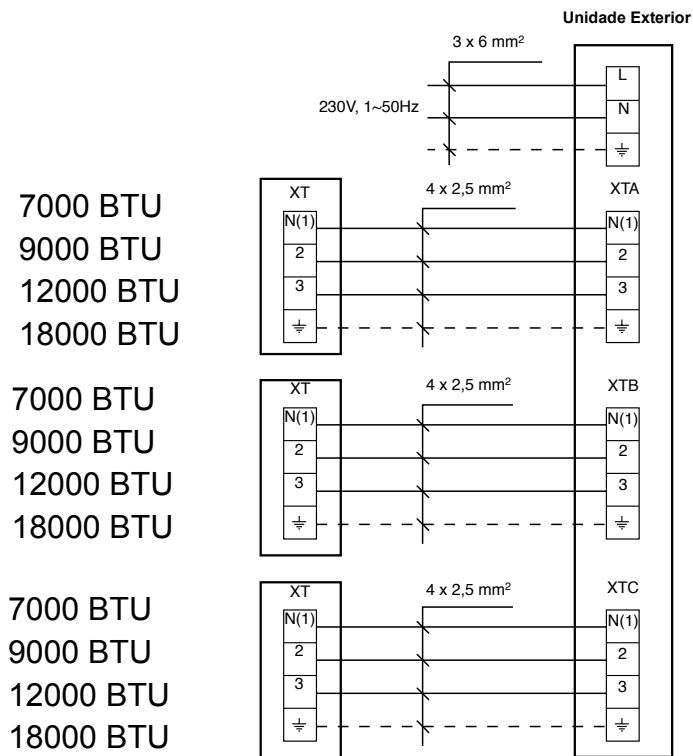 Unidade Exterior
3 x 6 mm²
L
230V, 1~50Hz
N
7000 BTU
9000 BTU
12000 BTU
18000 BTU
XT
4 x 2,5 mm²
XTA
N(1)
N(1)
2
2
3
3
7000 BTU
9000 BTU
12000 BTU
18000 BTU
XT
4 x 2,5 mm²
XTB
N(1)
N(1)
2
2
3
3
7000 BTU
9000 BTU
12000 BTU
18000 BTU
XT
4 x 2,5 mm²
XTC
N(1)
N(1)
2
2
3
3